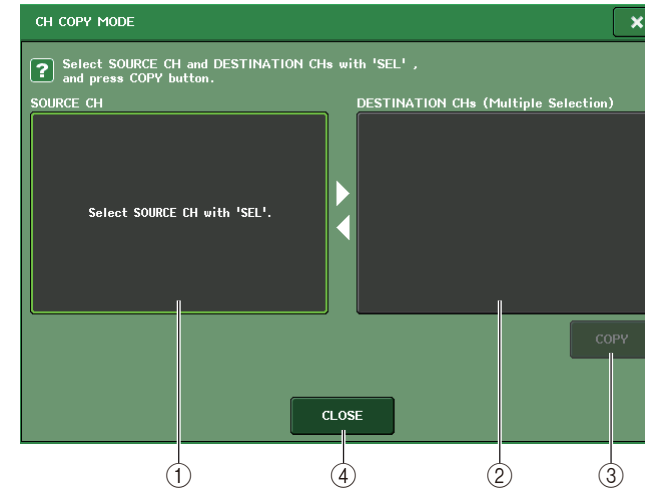 CH COPY MODE
?
Select SOURCE CH and DESTINATION CHs with 'SEL' ,
and press COPY button.
SOURCE CH
DESTINATION CHs (Multiple Selection)
Select SOURCE CH with 'SEL'.
COPY
CLOSE
① ④ ② ③